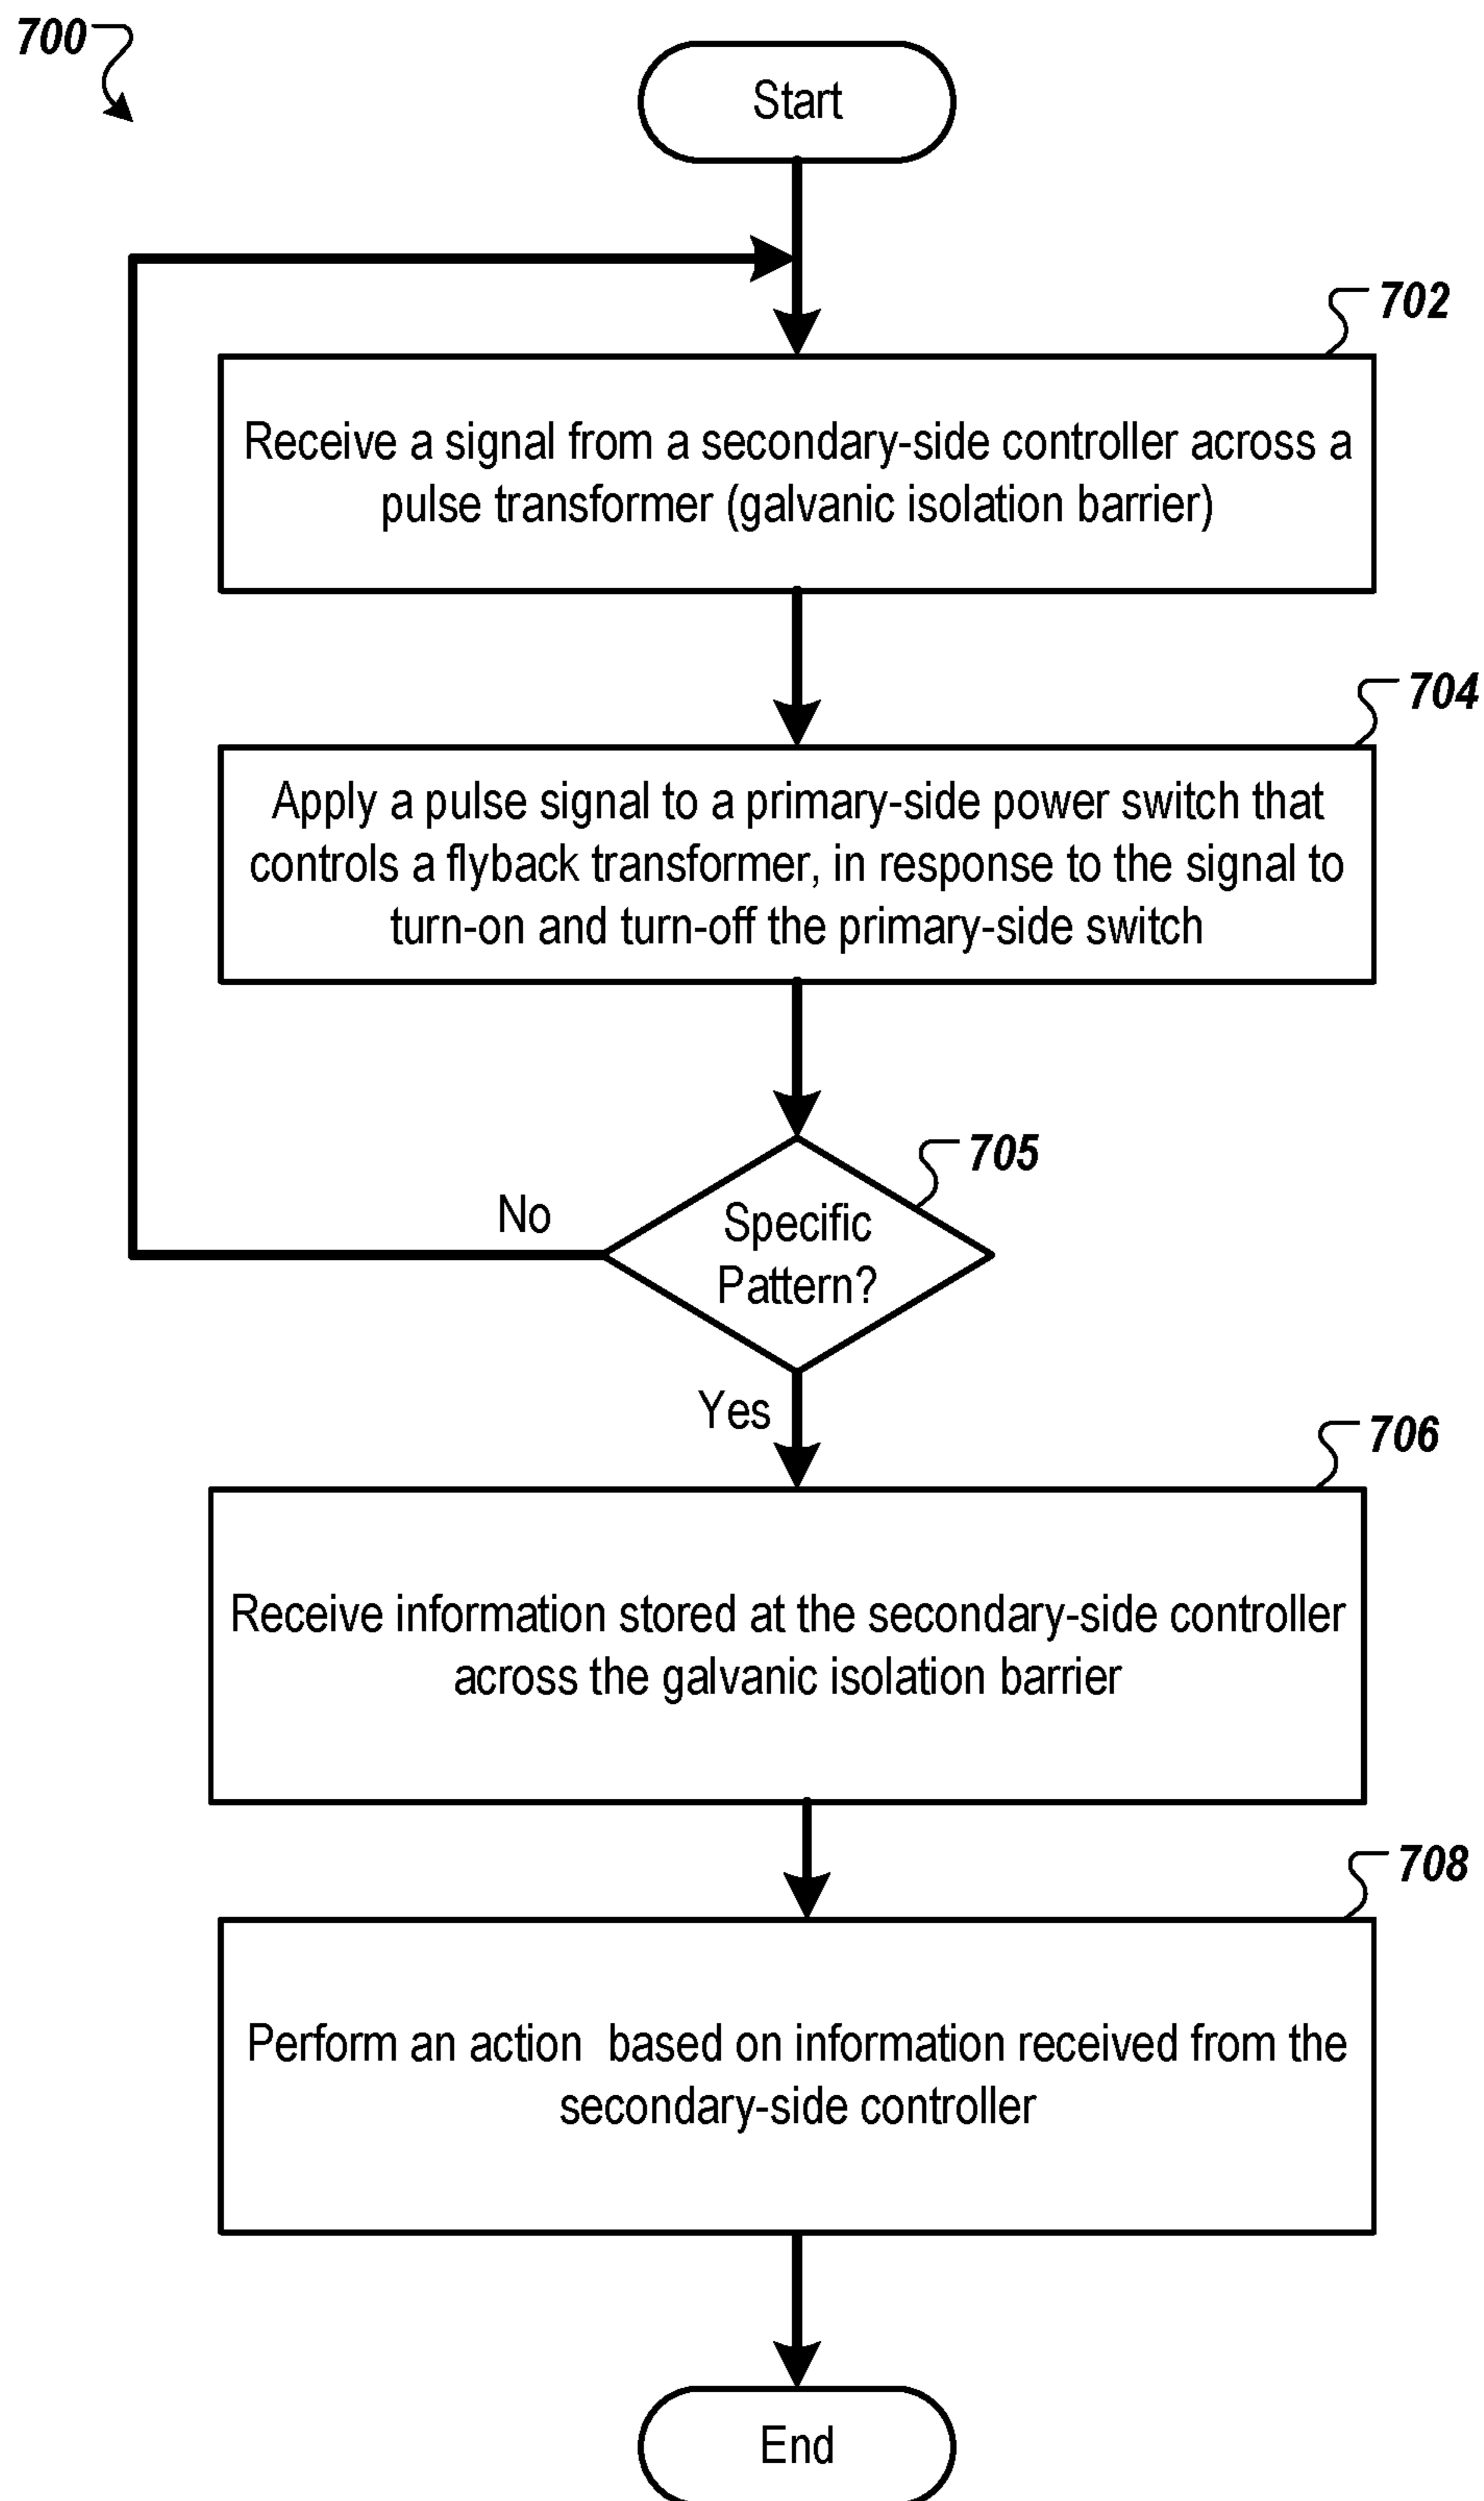 700
Start
702
Receive a signal from a secondary-side controller across a
pulse transformer (galvanic isolation barrier)
704
Apply a pulse signal to a primary-side power switch that
controls a flyback transformer, in response to the signal to
turn-on and turn-off the primary-side switch
705
Specific
Pattern?
No
Yes
706
Receive information stored at the secondary-side controller
across the galvanic isolation barrier
708
Perform an action based on information received from the
secondary-side controller
End